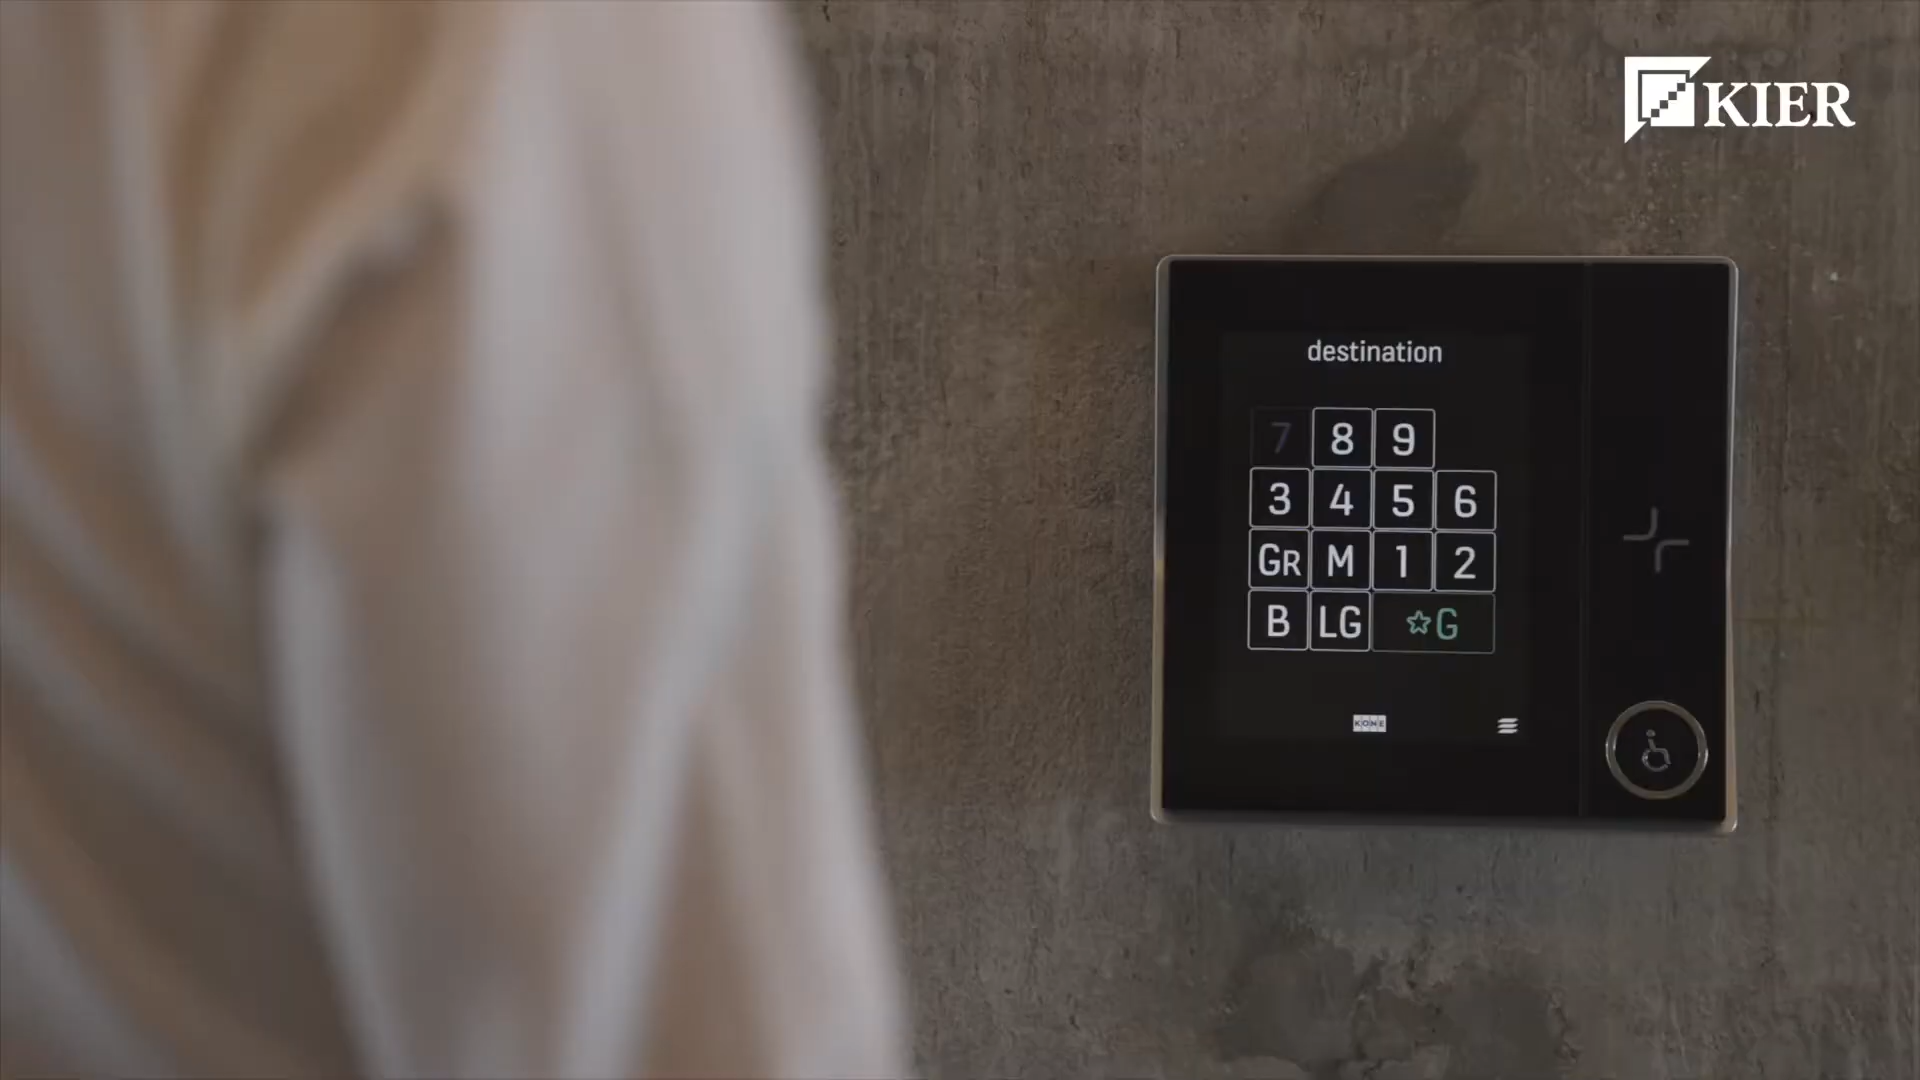 KIER
destination
7 8 9
3 4 5 6
GR M 1 2
B LG ☆G
KONE